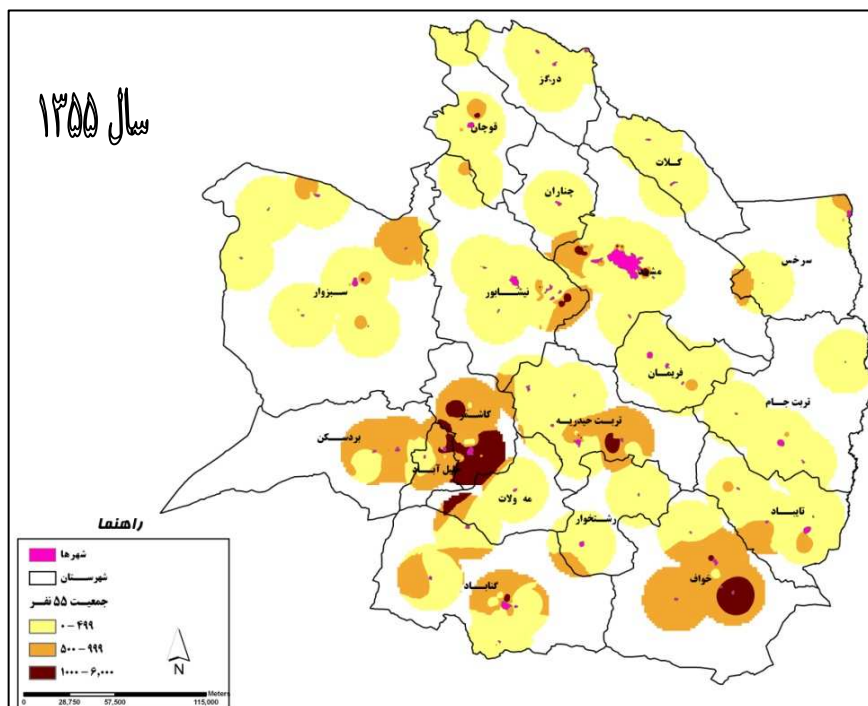 سال ۱۳۵۵
درگز
قوچان
کلات
چناران
سرخس
مشهد
سبزوار
نیشابور
فریمان
تربت جام
کاشمر
تربت حیدریه
بردسکن
خلیل آباد
مه ولات
رشتخوار
تایباد
خواف
گناباد
راهنما
شهرها
شهرستان
جمعیت ۵۵ نفر
۰ – ۴۹۹
۵۰۰ – ۹۹۹
۱۰۰۰ – ۶,۰۰۰
N
Meters
0 28,750 57,500 115,000